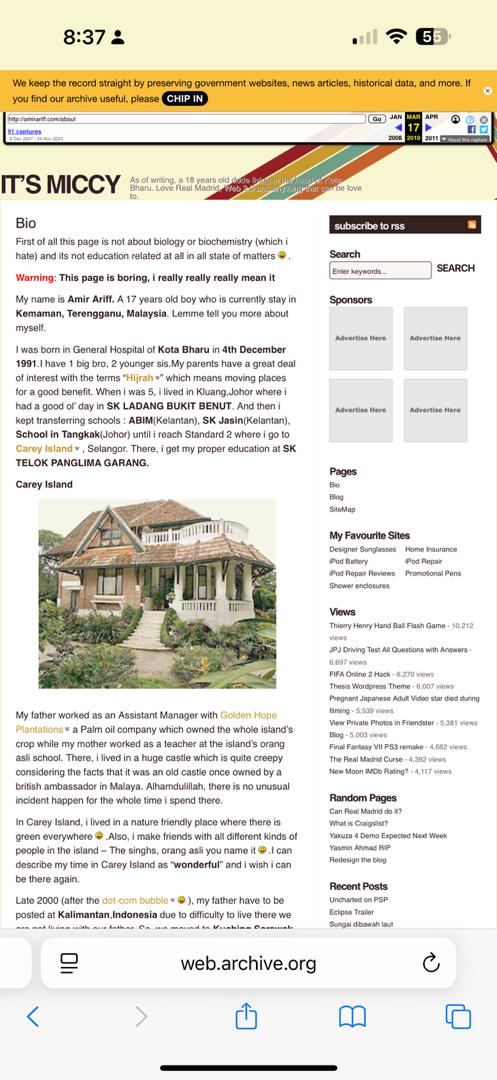 8:37
55
We keep the record straight by preserving government websites, news articles, historical data, and more. If
you find our archive useful, please CHIP IN
http://amirariff.com/about
Go
JAN
MAR
APR
91 captures
17
6 Dec 2007 - 24 Nov 2023
2008
2010
2011
About this capture
IT'S MICCY
As of writing, a 18 years old dude living in the heart of Kota
Bharu. Love Real Madrid, Web 2.0 and anything that can be love
to.
Bio
First of all this page is not about biology or biochemistry (which i
hate) and its not education related at all in all state of matters .
Warning: This page is boring, i really really really mean it
My name is Amir Ariff. A 17 years old boy who is currently stay in
Kemaman, Terengganu, Malaysia. Lemme tell you more about
myself.
I was born in General Hospital of Kota Bharu in 4th December
1991.I have 1 big bro, 2 younger sis.My parents have a great deal
of interest with the terms “Hijrah” which means moving places
for a good benefit. When i was 5, i lived in Kluang,Johor where i
had a good ol’ day in SK LADANG BUKIT BENUT. And then i
kept transferring schools : ABIM(Kelantan), SK Jasin(Kelantan),
School in Tangkak(Johor) until i reach Standard 2 where i go to
Carey Island , Selangor. There, i get my proper education at SK
TELOK PANGLIMA GARANG.
Carey Island
My father worked as an Assistant Manager with Golden Hope
Plantations a Palm oil company which owned the whole island’s
crop while my mother worked as a teacher at the island’s orang
asli school. There, i lived in a huge castle which is quite creepy
considering the facts that it was an old castle once owned by a
british ambassador in Malaya. Alhamdulillah, there is no unusual
incident happen for the whole time i spend there.
In Carey Island, i lived in a nature friendly place where there is
green everywhere .Also, i make friends with all different kinds of
people in the island – The singhs, orang asli you name it .I can
describe my time in Carey Island as “wonderful” and i wish i can
be there again.
Late 2000 (after the dot-com bubble ), my father have to be
posted at Kalimantan,Indonesia due to difficulty to live there we
are not living with our father. So, we moved to Kuching Sarawak
subscribe to rss
Search
Enter keywords...
SEARCH
Sponsors
Advertise Here
Advertise Here
Advertise Here
Advertise Here
Pages
Bio
Blog
SiteMap
My Favourite Sites
Designer Sunglasses Home Insurance
iPod Battery iPod Repair
iPod Repair Reviews Promotional Pens
Shower enclosures
Views
Thierry Henry Hand Ball Flash Game - 10,212
views
JPJ Driving Test All Questions with Answers -
6,697 views
FIFA Online 2 Hack - 6,270 views
Thesis Wordpress Theme - 6,007 views
Pregnant Japanese Adult Video star died during
filming - 5,539 views
View Private Photos in Friendster - 5,381 views
Blog - 5,003 views
Final Fantasy VII PS3 remake - 4,662 views
The Real Madrid Curse - 4,392 views
New Moon IMDb Rating? - 4,117 views
Random Pages
Can Real Madrid do it?
What is Craigslist?
Yakuza 4 Demo Expected Next Week
Yasmin Ahmad RIP
Redesign the blog
Recent Posts
Uncharted on PSP
Eclipse Trailer
Sungai dibawah laut
web.archive.org